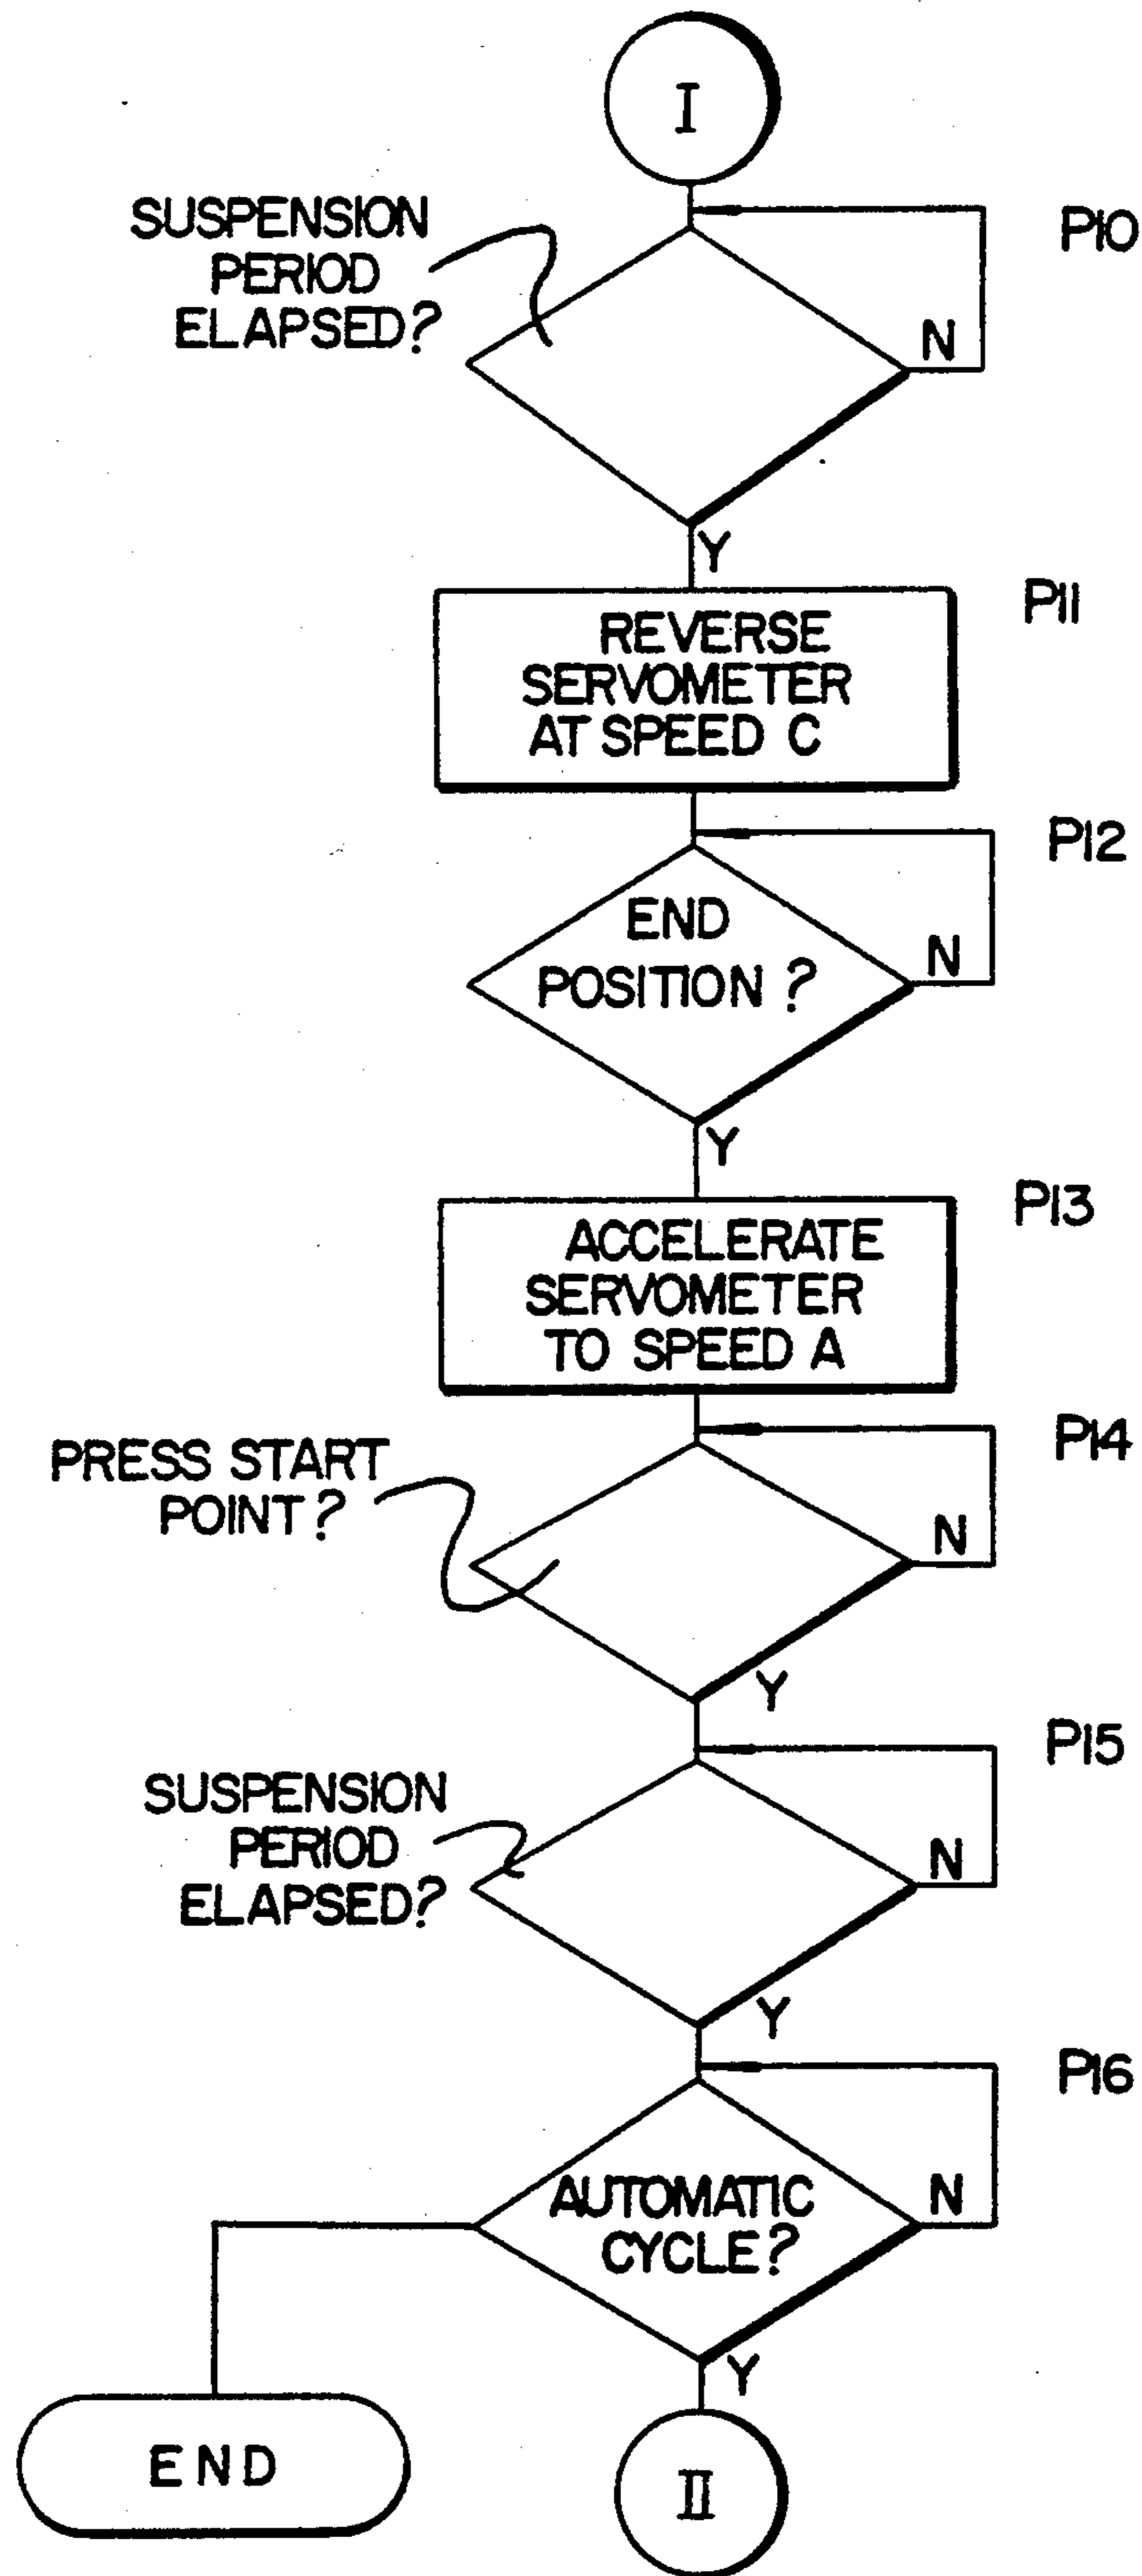 I
SUSPENSION
PERIOD
ELAPSED?
P10
N
Y
P11
REVERSE
SERVOMETER
AT SPEED C
P12
END
POSITION?
N
Y
P13
ACCELERATE
SERVOMETER
TO SPEED A
P14
PRESS START
POINT?
N
Y
P15
SUSPENSION
PERIOD
ELAPSED?
N
Y
P16
AUTOMATIC
CYCLE?
N
Y
END
II